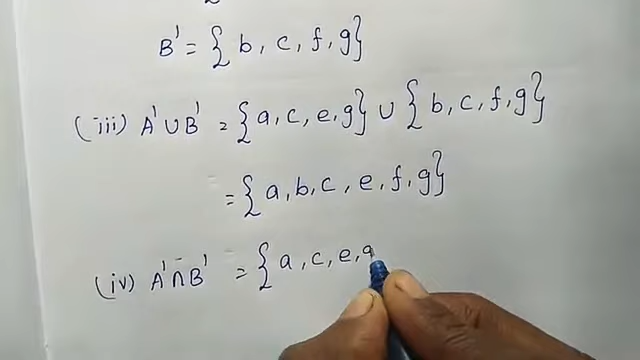 B' = { b, c, f, g}
(iii) A' ∪ B' = {a, c, e, g} ∪ { b, c, f, g}
= { a, b, c, e, f, g}
(iv) A' ∩ B' = { a, c, e,